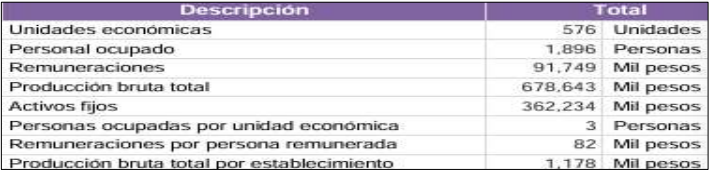 Descripción Total
Unidades económicas 576 Unidades
Personal ocupado 1,896 Personas
Remuneraciones 91,749 Mil pesos
Producción bruta total 678,643 Mil pesos
Activos fijos 362,234 Mil pesos
Personas ocupadas por unidad económica 3 Personas
Remuneraciones por persona remunerada 82 Mil pesos
Producción bruta total por establecimiento 1,178 Mil pesos